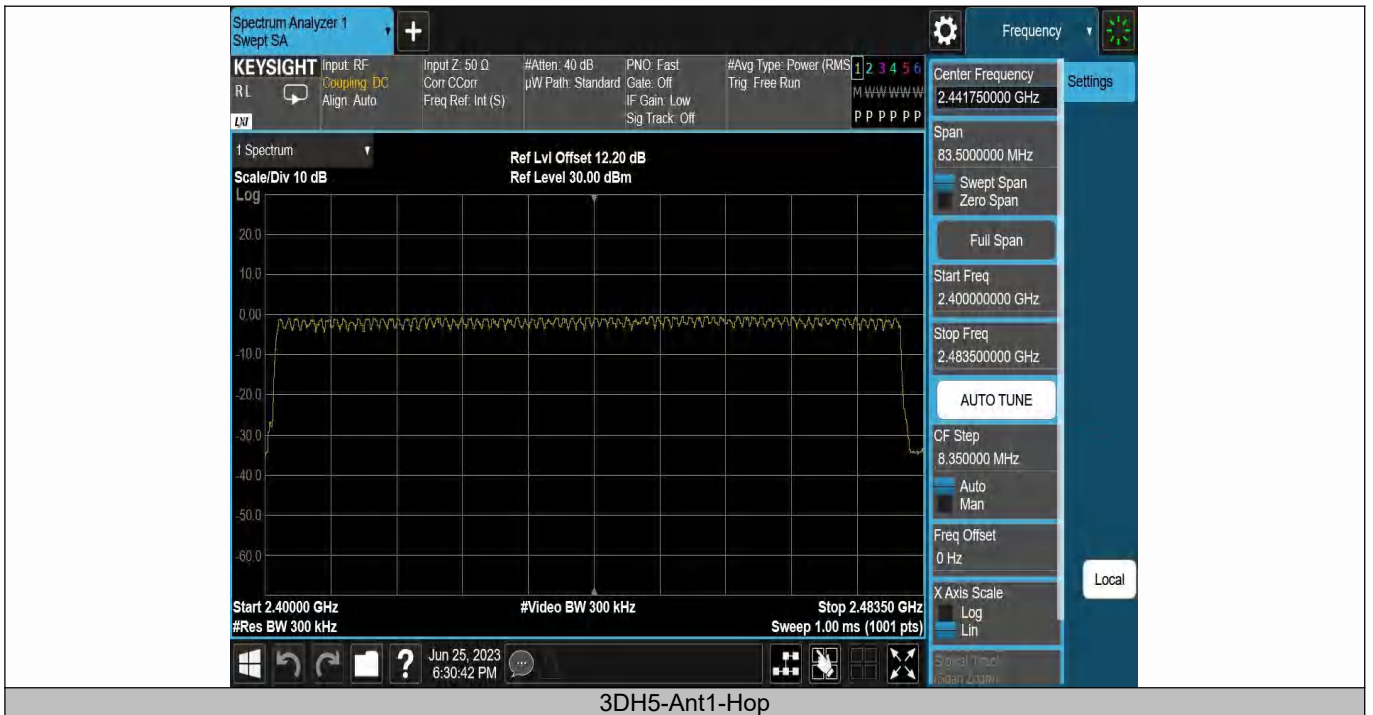 Spectrum Analyzer 1
Swept SA
+
Frequency
KEYSIGHT
RL
LXI
Input: RF
Coupling: DC
Align: Auto
Input Z: 50 Ω
Corr CCorr
Freq Ref: Int (S)
#Atten: 40 dB
µW Path: Standard
PNO: Fast
Gate: Off
IF Gain: Low
Sig Track: Off
#Avg Type: Power (RMS
Trig: Free Run
1 2 3 4 5 6
M W W W W W
P P P P P P
1 Spectrum
Scale/Div 10 dB
Ref Lvl Offset 12.20 dB
Ref Level 30.00 dBm
Log
20.0
10.0
0.00
-10.0
-20.0
-30.0
-40.0
-50.0
-60.0
Start 2.40000 GHz
#Res BW 300 kHz
#Video BW 300 kHz
Stop 2.48350 GHz
Sweep 1.00 ms (1001 pts)
Center Frequency
2.441750000 GHz
Settings
Span
83.5000000 MHz
Swept Span
Zero Span
Full Span
Start Freq
2.400000000 GHz
Stop Freq
2.483500000 GHz
AUTO TUNE
CF Step
8.350000 MHz
Auto
Man
Freq Offset
0 Hz
X Axis Scale
Log
Lin
Signal Track
(Span Zoom)
Local
?
Jun 25, 2023
6:30:42 PM
3DH5-Ant1-Hop